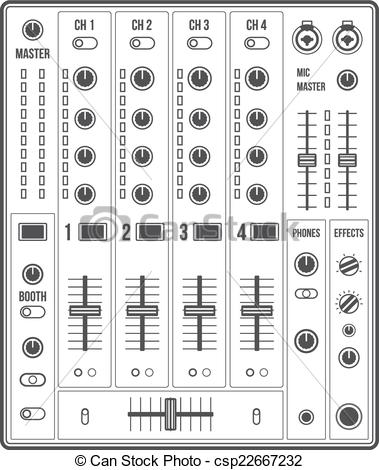 CH 1
CH 2
CH 3
CH 4
MASTER
MIC
MASTER
© Can Stock Photo
1
2
3
4
PHONES
EFFECTS
BOOTH
© Can Stock Photo - csp22667232